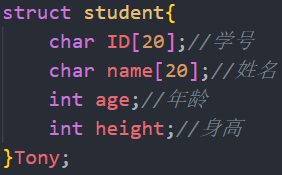 struct student{
    char ID[20];//学号
    char name[20];//姓名
    int age;//年龄
    int height;//身高
}Tony;